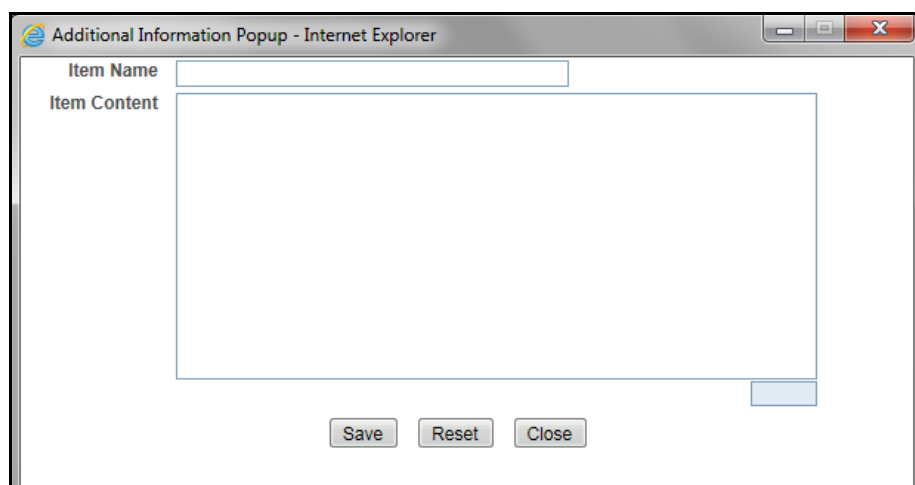 Additional Information Popup - Internet Explorer
Item Name
Item Content
Save Reset Close